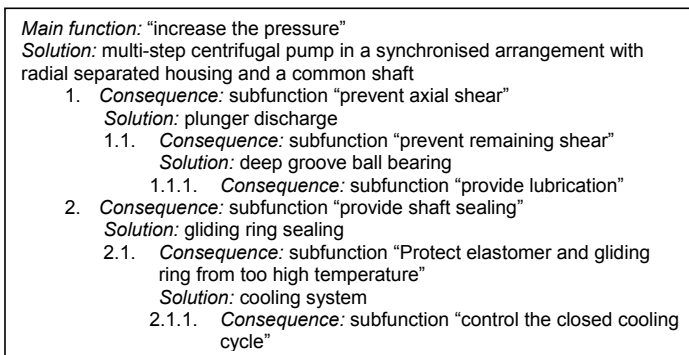 Main function: “increase the pressure”
Solution: multi-step centrifugal pump in a synchronised arrangement with
radial separated housing and a common shaft
1. Consequence: subfunction “prevent axial shear”
Solution: plunger discharge
1.1. Consequence: subfunction “prevent remaining shear”
Solution: deep groove ball bearing
1.1.1. Consequence: subfunction “provide lubrication”
2. Consequence: subfunction “provide shaft sealing”
Solution: gliding ring sealing
2.1. Consequence: subfunction “Protect elastomer and gliding
ring from too high temperature”
Solution: cooling system
2.1.1. Consequence: subfunction “control the closed cooling
cycle”